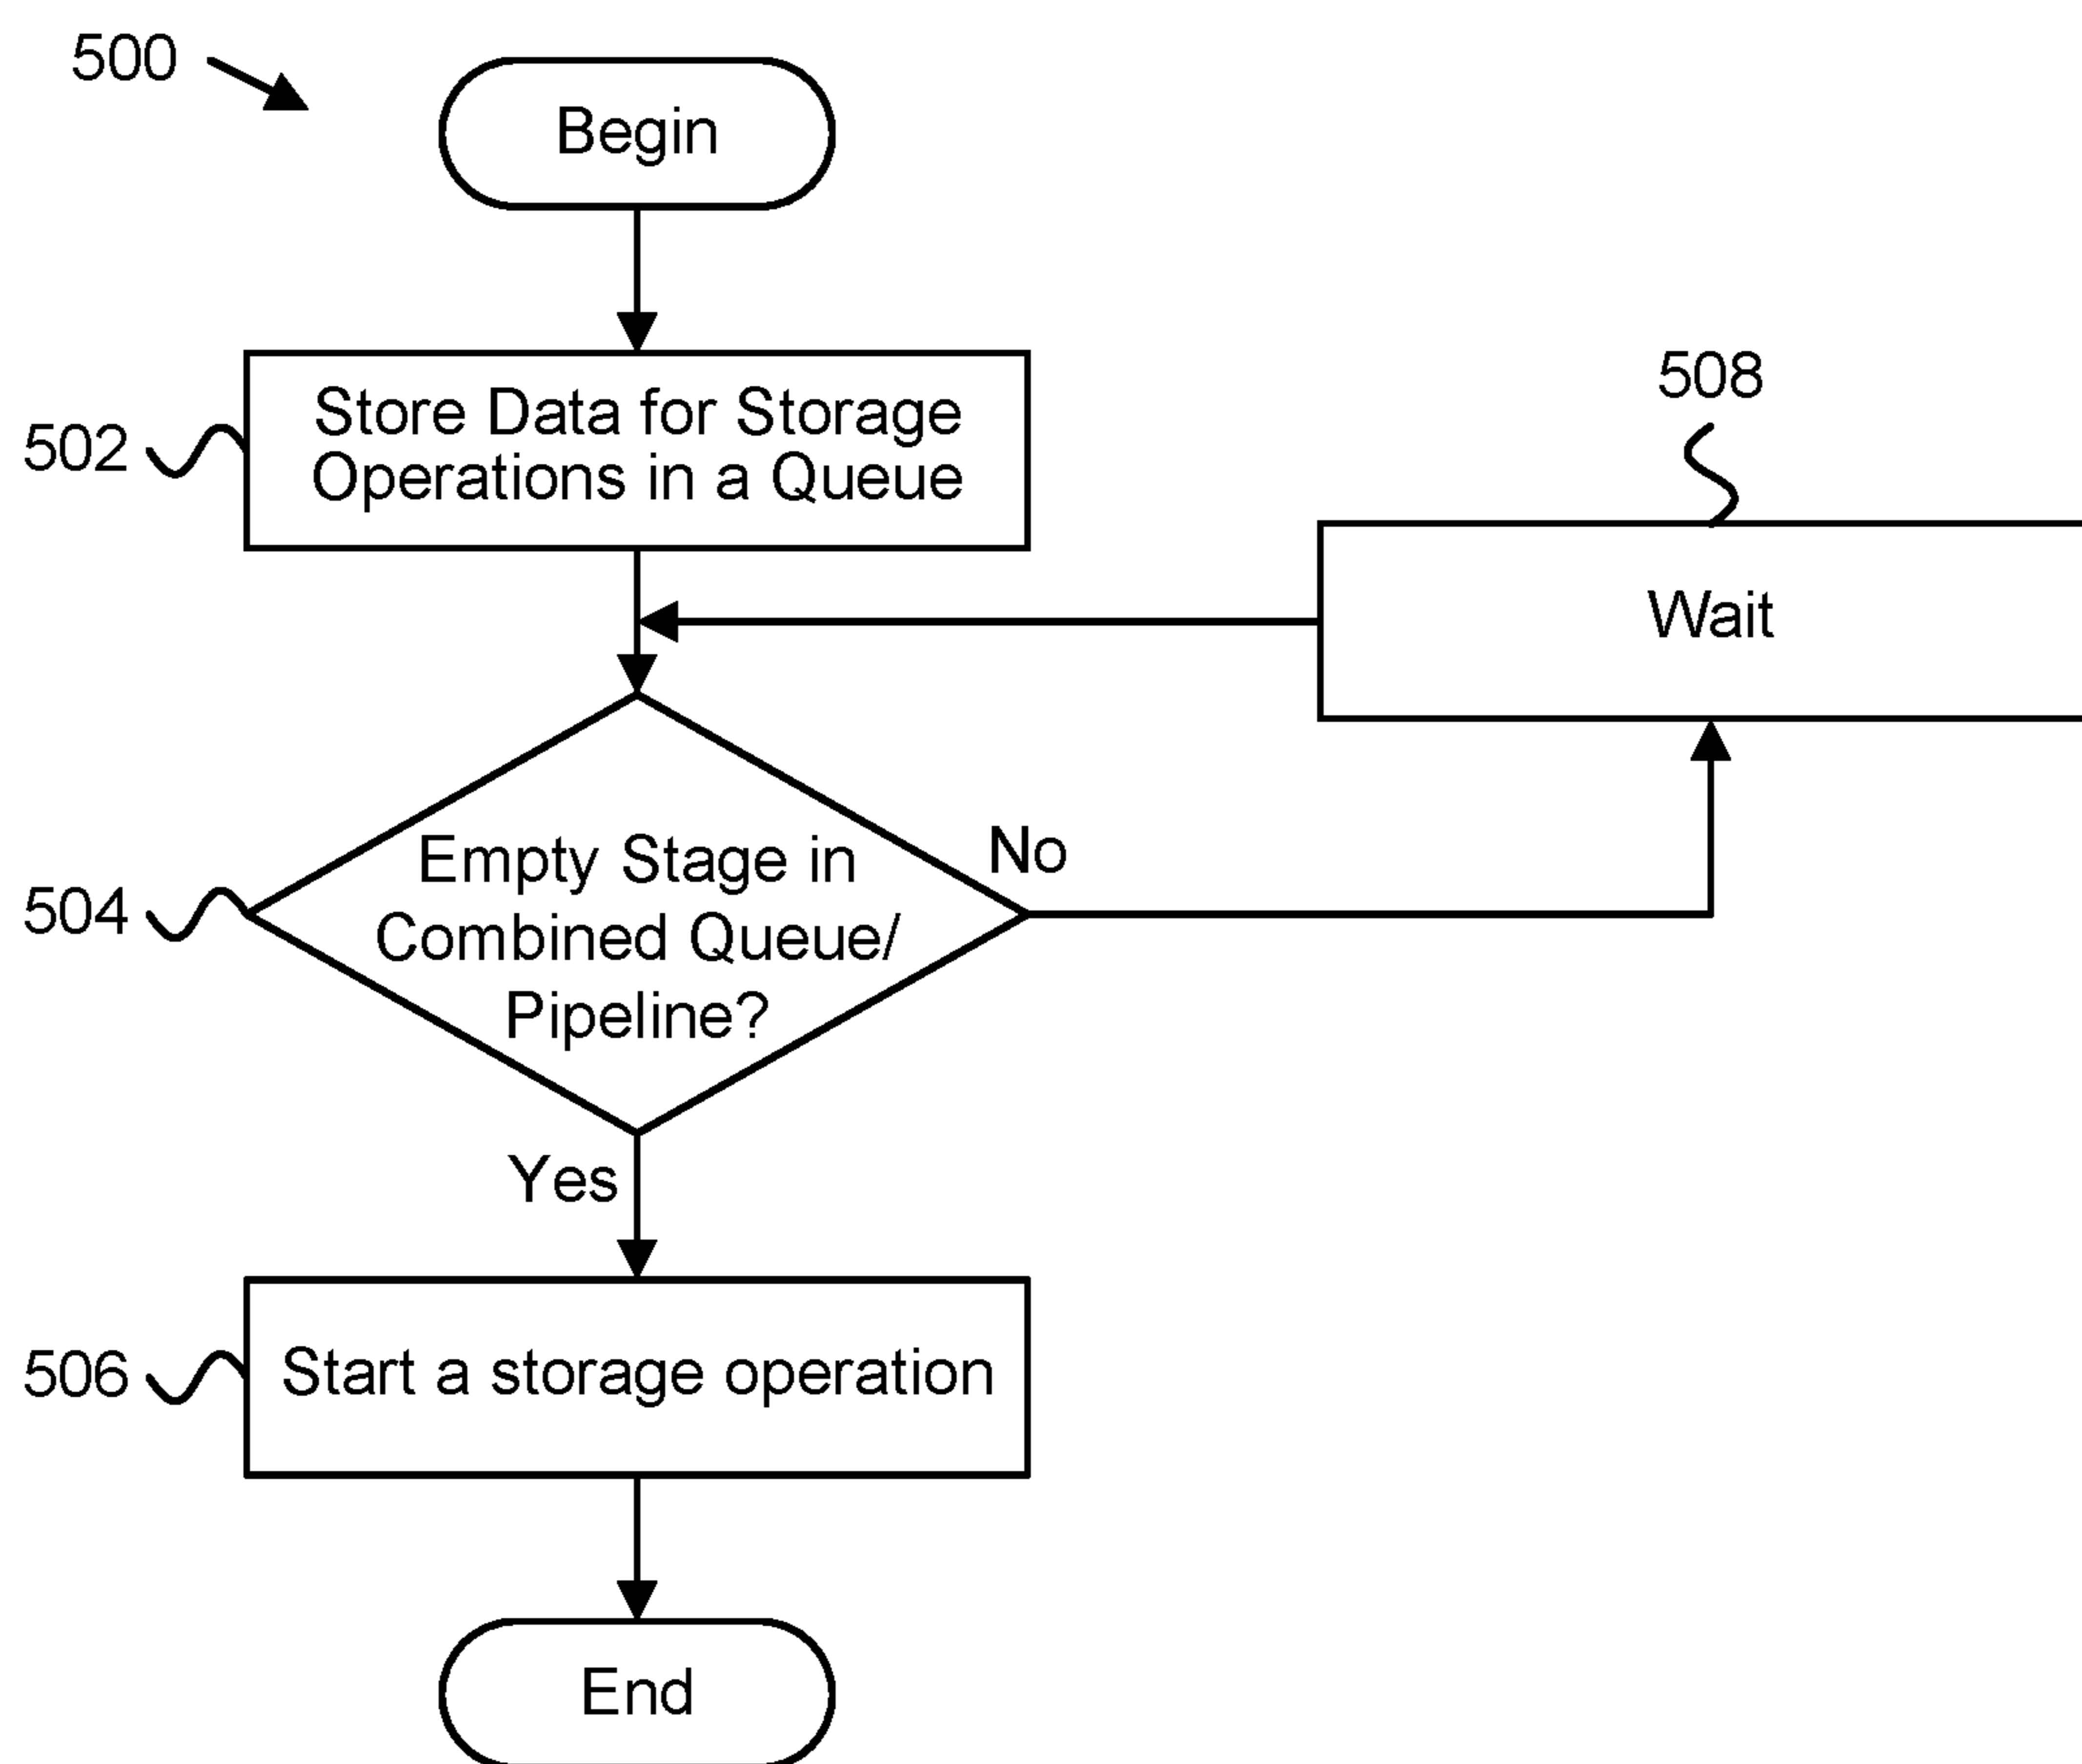 500
Begin
Store Data for Storage
Operations in a Queue
502
508
Wait
Empty Stage in
Combined Queue/
Pipeline?
504
No
Yes
Start a storage operation
506
End